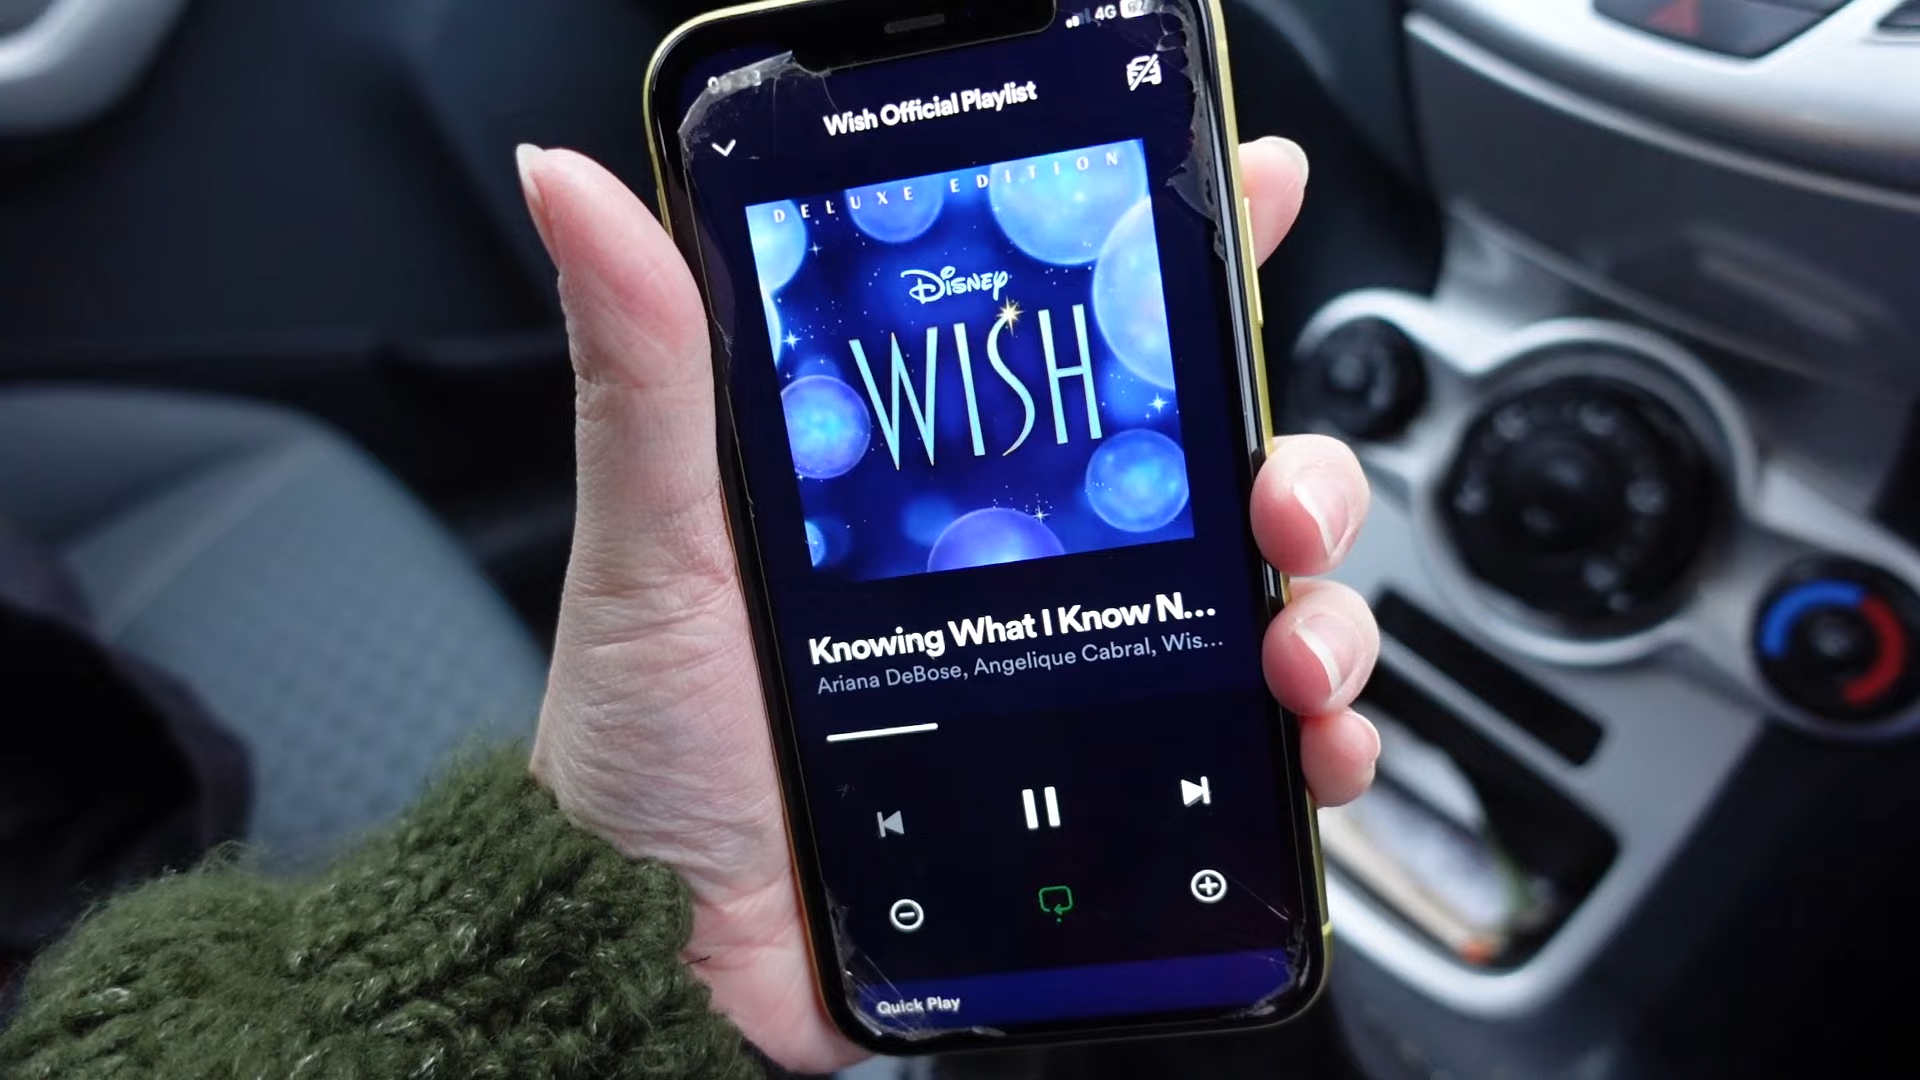 4G
Wish Official Playlist
DELUXE EDITION
Disney
WISH
Knowing What I Know N...
Ariana DeBose, Angelique Cabral, Wis...
Quick Play